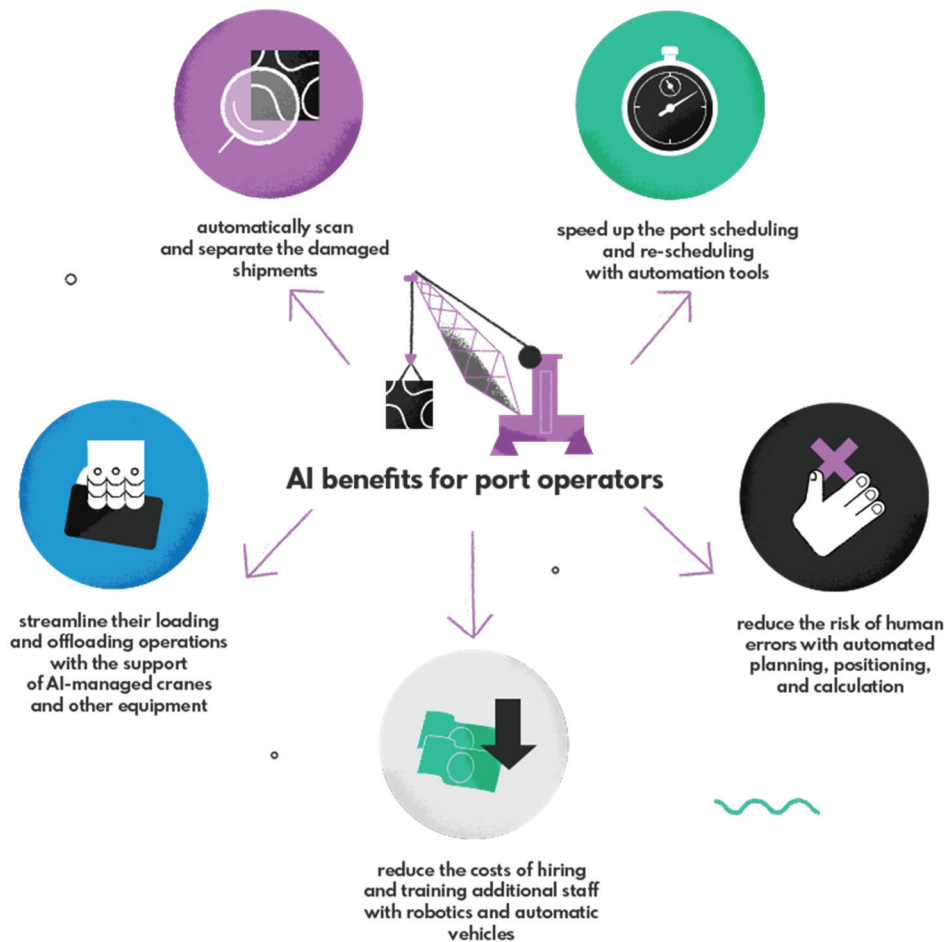 automatically scan
and separate the damaged
shipments
speed up the port scheduling
and re-scheduling
with automation tools
AI benefits for port operators
streamline their loading
and offloading operations
with the support
of AI-managed cranes
and other equipment
reduce the risk of human
errors with automated
planning, positioning,
and calculation
reduce the costs of hiring
and training additional staff
with robotics and automatic
vehicles